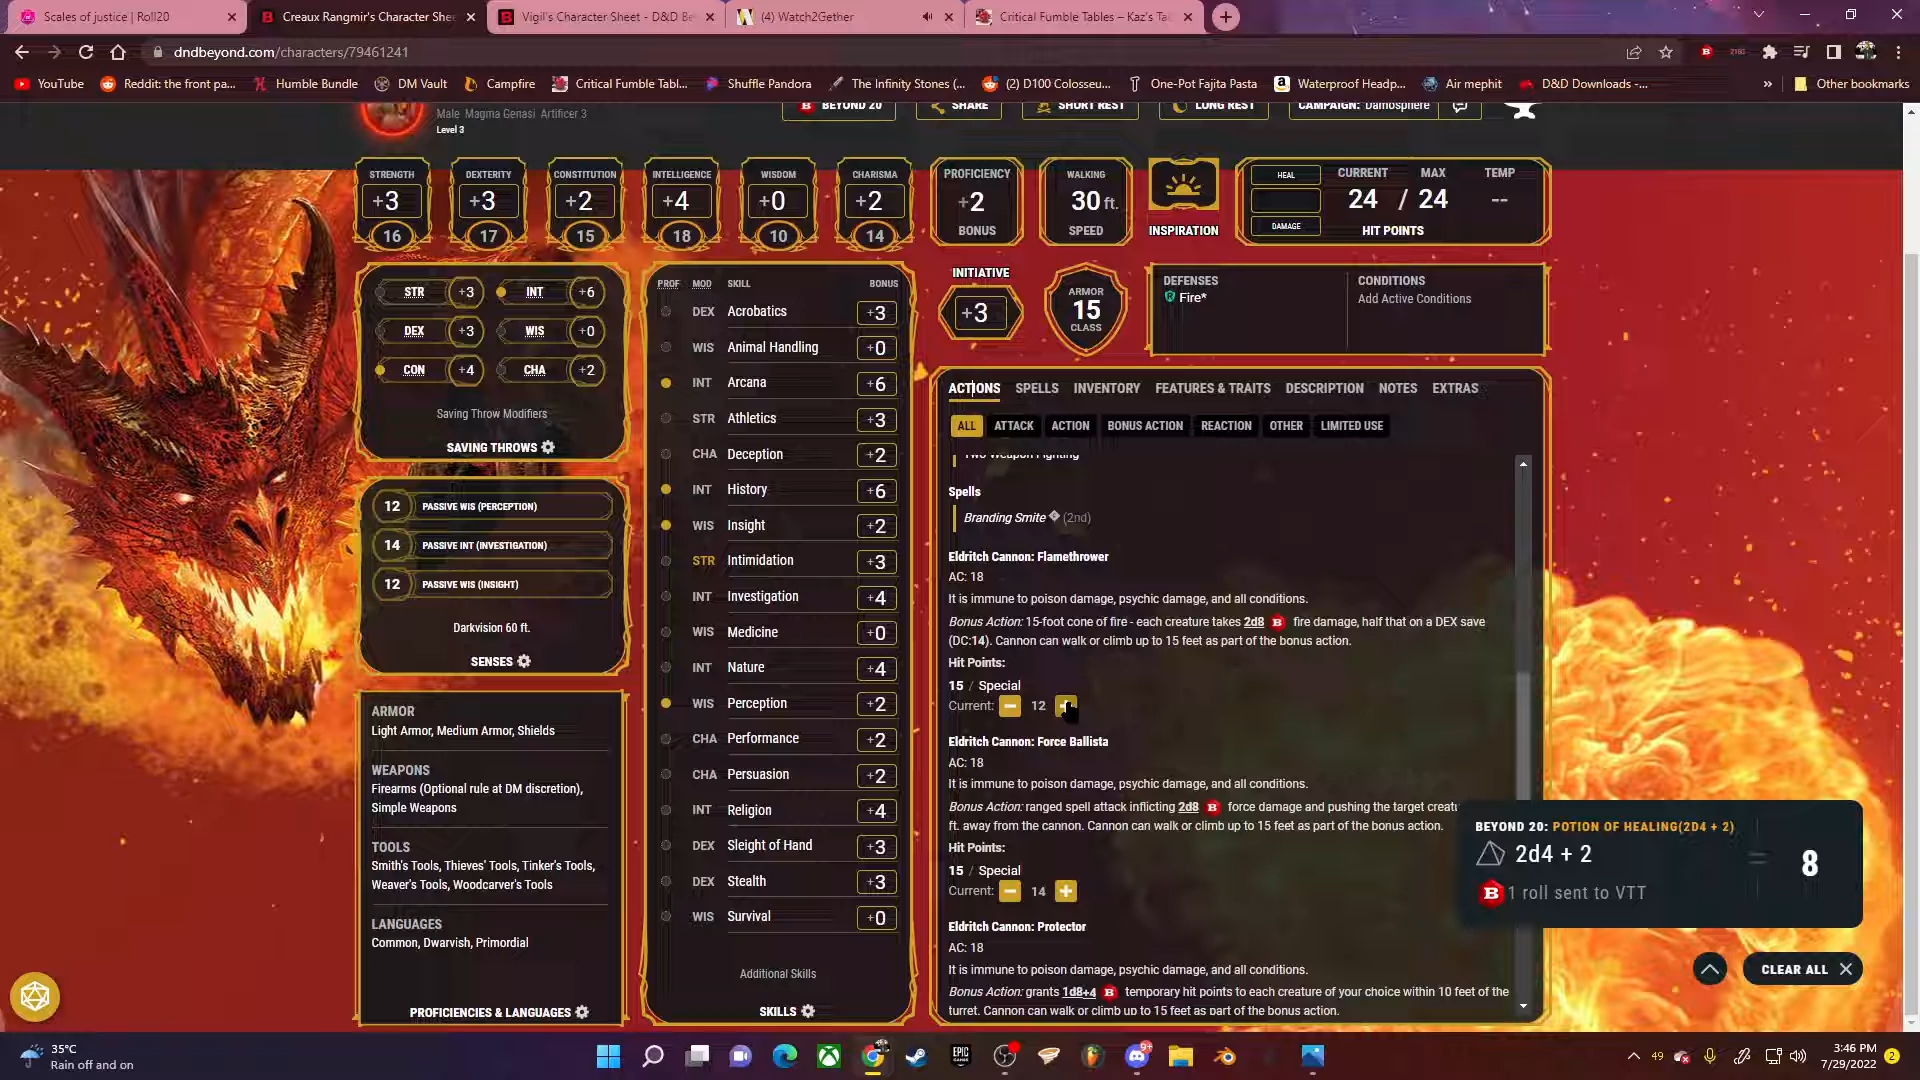 Scales of justice | Roll20
Creaux Rangmir's Character She
Vigil's Character Sheet - D&D Be
(4) Watch2Gether
Critical Fumble Tables – Kaz's Ta
dndbeyond.com/characters/79461241
YouTube
Reddit: the front pa...
Humble Bundle
DM Vault
Campfire
Critical Fumble Tabl...
Shuffle Pandora
The Infinity Stones (...
(2) D100 Colosseu...
One-Pot Fajita Pasta
Waterproof Headp...
Air mephit
D&D Downloads -...
Other bookmarks
Male Magma Genasi Artificer 3
Level 3
BEYOND 20
SHARE
SHORT REST
LONG REST
CAMPAIGN: Damosphere
STRENGTH
+3
16
DEXTERITY
+3
17
CONSTITUTION
+2
15
INTELLIGENCE
+4
18
WISDOM
+0
10
CHARISMA
+2
14
PROFICIENCY
+2
BONUS
WALKING
30 ft.
SPEED
INSPIRATION
HEAL
DAMAGE
CURRENT MAX TEMP
24 / 24 --
HIT POINTS
STR +3
INT +6
DEX +3
WIS +0
CON +4
CHA +2
Saving Throw Modifiers
SAVING THROWS
12 PASSIVE WIS (PERCEPTION)
14 PASSIVE INT (INVESTIGATION)
12 PASSIVE WIS (INSIGHT)
Darkvision 60 ft.
SENSES
ARMOR
Light Armor, Medium Armor, Shields
WEAPONS
Firearms (Optional rule at DM discretion),
Simple Weapons
TOOLS
Smith's Tools, Thieves' Tools, Tinker's Tools,
Weaver's Tools, Woodcarver's Tools
LANGUAGES
Common, Dwarvish, Primordial
PROFICIENCIES & LANGUAGES
PROF MOD SKILL BONUS
DEX Acrobatics +3
WIS Animal Handling +0
INT Arcana +6
STR Athletics +3
CHA Deception +2
INT History +6
WIS Insight +2
STR Intimidation +3
INT Investigation +4
WIS Medicine +0
INT Nature +4
WIS Perception +2
CHA Performance +2
CHA Persuasion +2
INT Religion +4
DEX Sleight of Hand +3
DEX Stealth +3
WIS Survival +0
Additional Skills
SKILLS
INITIATIVE
+3
ARMOR
15
CLASS
DEFENSES
Fire*
CONDITIONS
Add Active Conditions
ACTIONS SPELLS INVENTORY FEATURES & TRAITS DESCRIPTION NOTES EXTRAS
ALL ATTACK ACTION BONUS ACTION REACTION OTHER LIMITED USE
Two Weapon Fighting
Spells
Branding Smite (2nd)
Eldritch Cannon: Flamethrower
AC: 18
It is immune to poison damage, psychic damage, and all conditions.
Bonus Action: 15-foot cone of fire - each creature takes 2d8 B fire damage, half that on a DEX save
(DC:14). Cannon can walk or climb up to 15 feet as part of the bonus action.
Hit Points:
15 / Special
Current: − 12 +
Eldritch Cannon: Force Ballista
AC: 18
It is immune to poison damage, psychic damage, and all conditions.
Bonus Action: ranged spell attack inflicting 2d8 B force damage and pushing the target creatu
ft. away from the cannon. Cannon can walk or climb up to 15 feet as part of the bonus action.
Hit Points:
15 / Special
Current: − 14 +
Eldritch Cannon: Protector
AC: 18
It is immune to poison damage, psychic damage, and all conditions.
Bonus Action: grants 1d8+4 B temporary hit points to each creature of your choice within 10 feet of the
turret. Cannon can walk or climb up to 15 feet as part of the bonus action.
BEYOND 20: POTION OF HEALING(2D4 + 2)
2d4 + 2 = 8
B 1 roll sent to VTT
CLEAR ALL
35°C
Rain off and on
EPIC
GAMES
9+
49
3:46 PM
7/29/2022
2